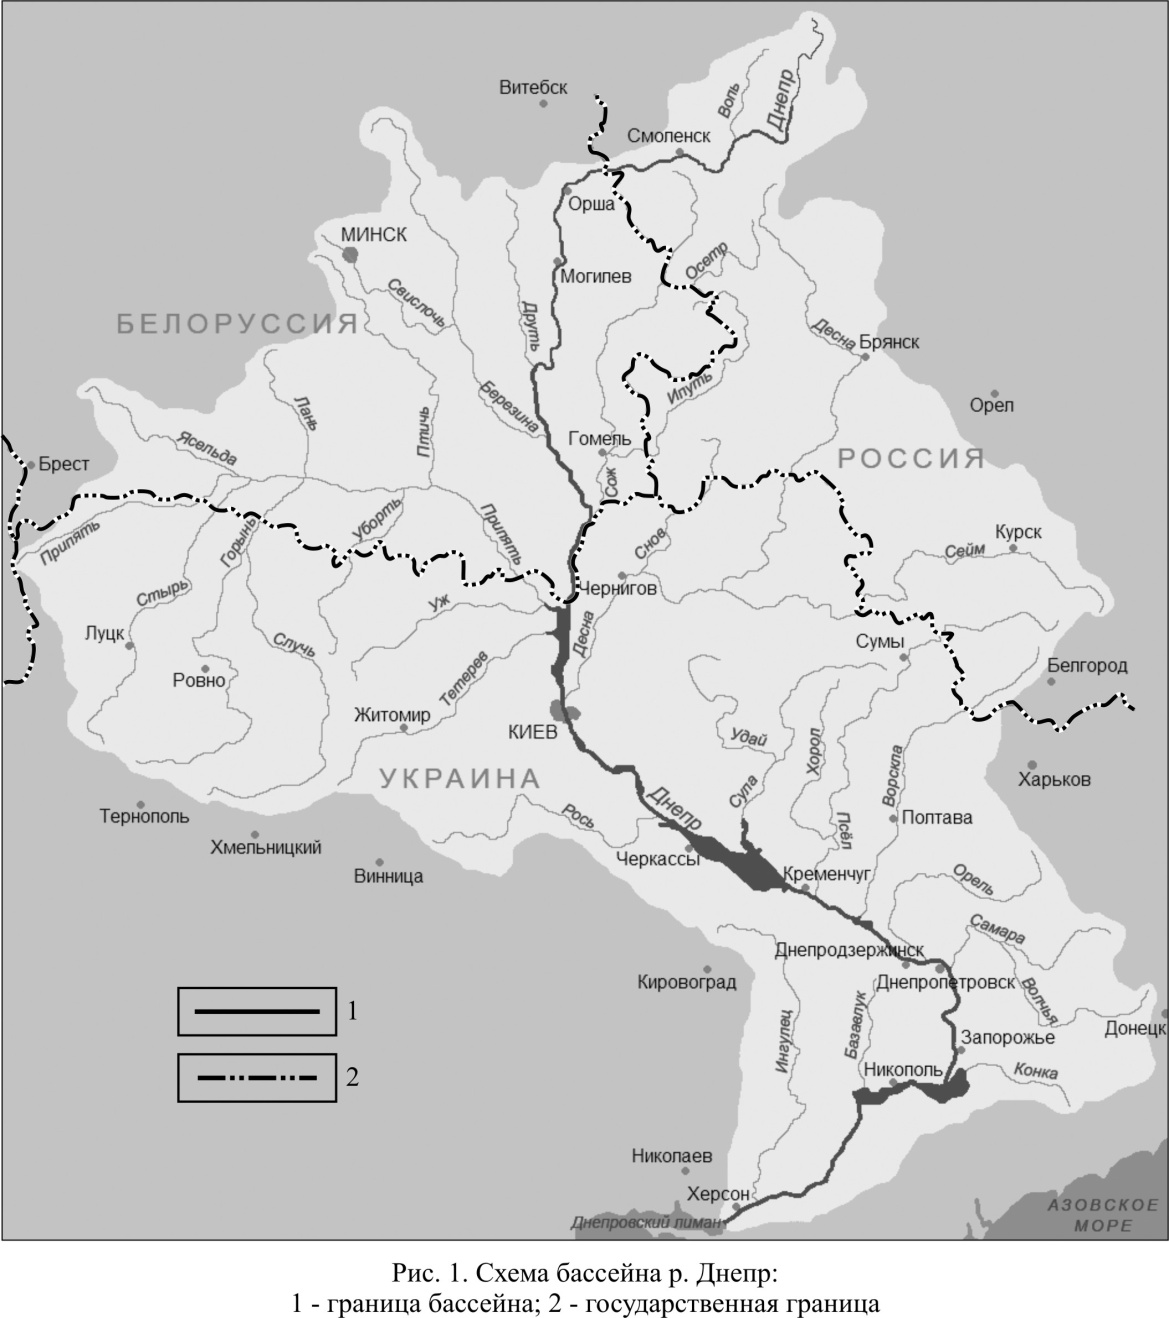 Витебск
Вопь
Днепр
Смоленск
Орша
МИНСК
Осетр
Могилев
Свислочь
БЕЛОРУССИЯ
Друть
Десна
Брянск
Ипуть
Березина
Лань
Птичь
Орел
Гомель
Ясельда
РОССИЯ
Брест
Сож
Уборть
Припять
Припять
Горынь
Снов
Курск
Сейм
Чернигов
Стырь
Уж
Луцк
Случь
Десна
Сумы
Белгород
Ровно
Тетерев
Житомир
КИЕВ
Удай
Хорол
Ворскла
УКРАИНА
Харьков
Сула
Днепр
Тернополь
Рось
Псёл
Полтава
Хмельницкий
Черкассы
Винница
Кременчуг
Орель
Самара
Днепродзержинск
Кировоград
Днепропетровск
Волчья
1
Ингулец
Базавлук
Донецк
Запорожье
2
Никополь
Конка
Николаев
Херсон
Днепровский лиман
АЗОВСКОЕ
МОРЕ
Рис. 1. Схема бассейна р. Днепр:
1 - граница бассейна; 2 - государственная граница